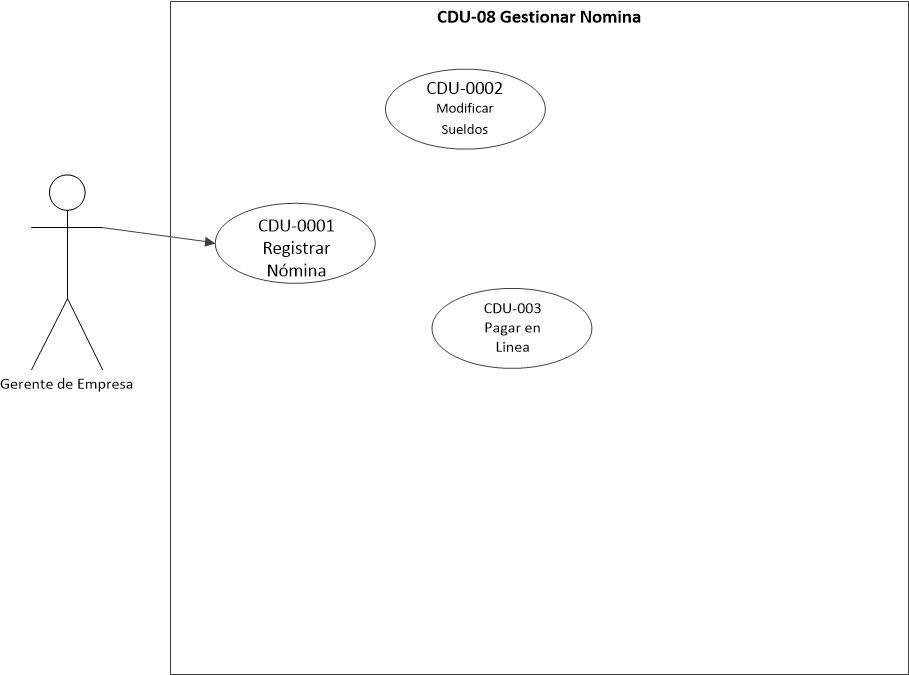 CDU-08 Gestionar Nomina
CDU-0002
Modificar
Sueldos
CDU-0001
Registrar
Nómina
CDU-003
Pagar en
Linea
Gerente de Empresa